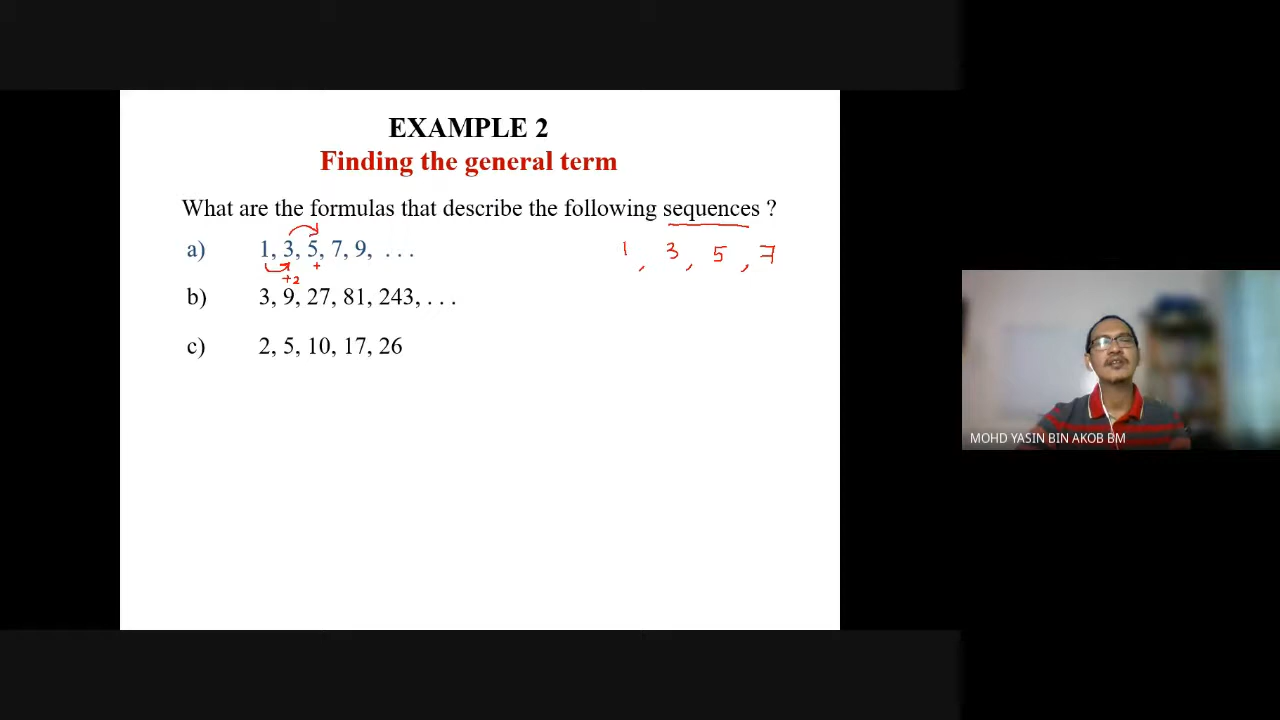 EXAMPLE 2
Finding the general term
What are the formulas that describe the following sequences ?
a) 1, 3, 5, 7, 9, . . . 1, 3, 5, 7
+2 +
b) 3, 9, 27, 81, 243, . . .
c) 2, 5, 10, 17, 26
MOHD YASIN BIN AKOB BM